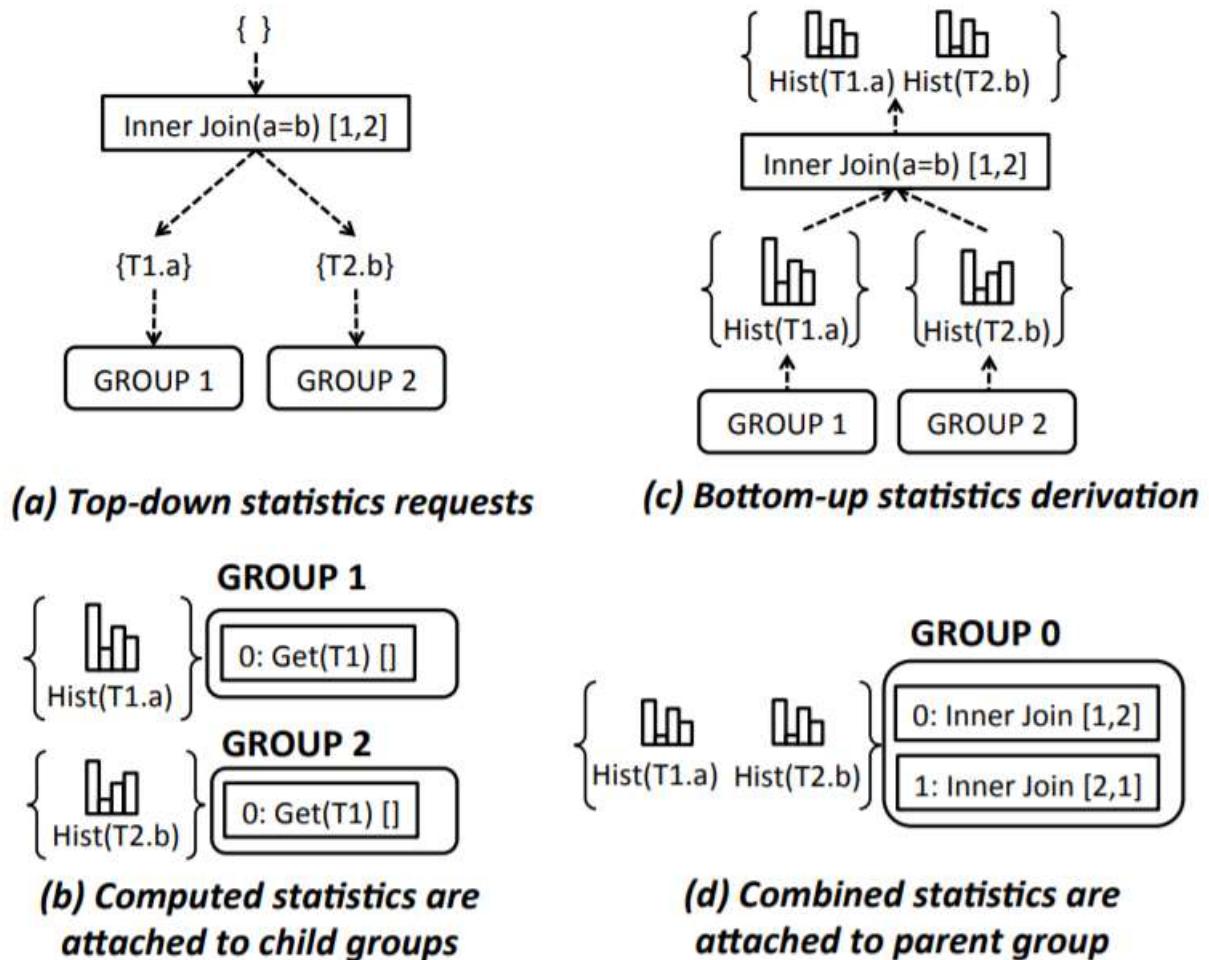 { }
Inner Join(a=b) [1,2]
{T1.a} {T2.b}
GROUP 1 GROUP 2
(a) Top-down statistics requests
Hist(T1.a) Hist(T2.b)
Inner Join(a=b) [1,2]
Hist(T1.a) Hist(T2.b)
GROUP 1 GROUP 2
(c) Bottom-up statistics derivation
GROUP 1
0: Get(T1) []
Hist(T1.a)
GROUP 2
0: Get(T1) []
Hist(T2.b)
(b) Computed statistics are
attached to child groups
GROUP 0
0: Inner Join [1,2]
Hist(T1.a) Hist(T2.b)
1: Inner Join [2,1]
(d) Combined statistics are
attached to parent group